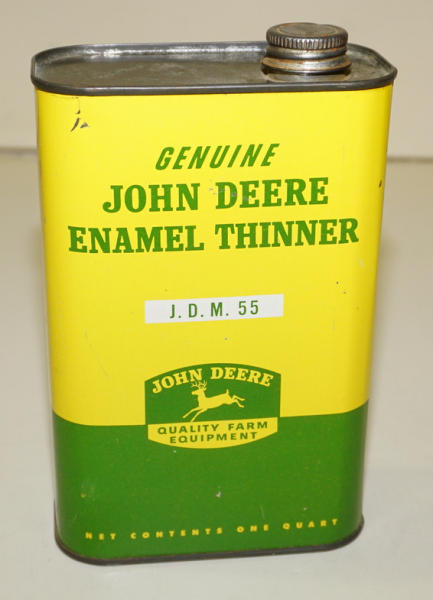 GENUINE
JOHN DEERE
ENAMEL THINNER
J. D. M. 55
JOHN DEERE
QUALITY FARM
EQUIPMENT
NET CONTENTS ONE QUART